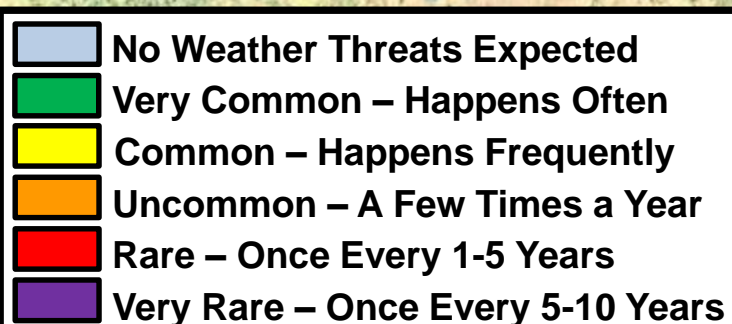 No Weather Threats Expected
Very Common – Happens Often
Common – Happens Frequently
Uncommon – A Few Times a Year
Rare – Once Every 1-5 Years
Very Rare – Once Every 5-10 Years